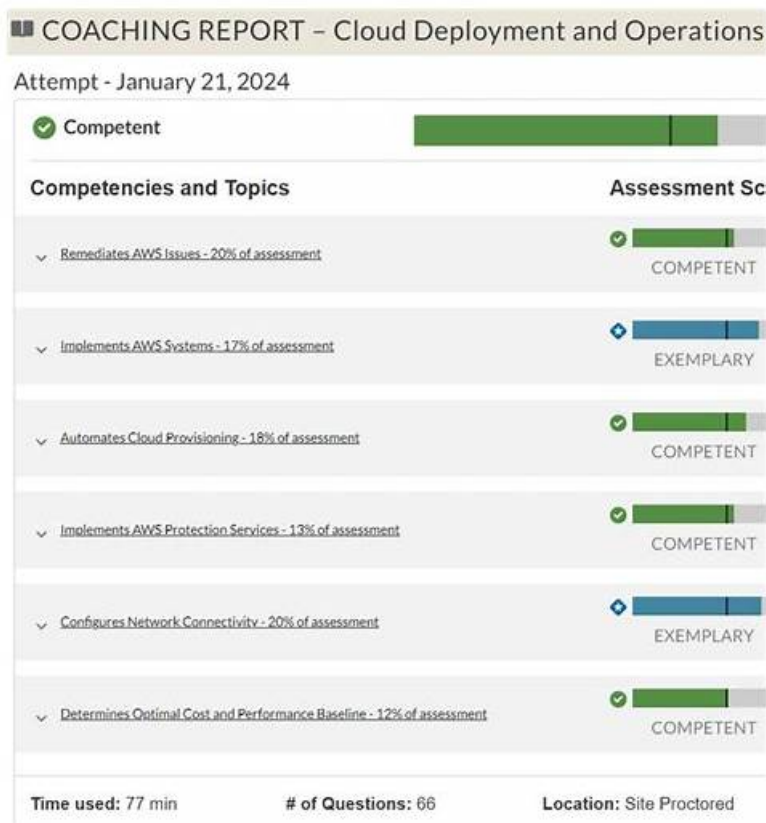 COACHING REPORT – Cloud Deployment and Operations
Attempt - January 21, 2024
Competent
Competencies and Topics
Assessment Sc
Remediates AWS Issues - 20% of assessment
COMPETENT
Implements AWS Systems - 17% of assessment
EXEMPLARY
Automates Cloud Provisioning - 18% of assessment
COMPETENT
Implements AWS Protection Services - 13% of assessment
COMPETENT
Configures Network Connectivity - 20% of assessment
EXEMPLARY
Determines Optimal Cost and Performance Baseline - 12% of assessment
COMPETENT
Time used: 77 min
# of Questions: 66
Location: Site Proctored